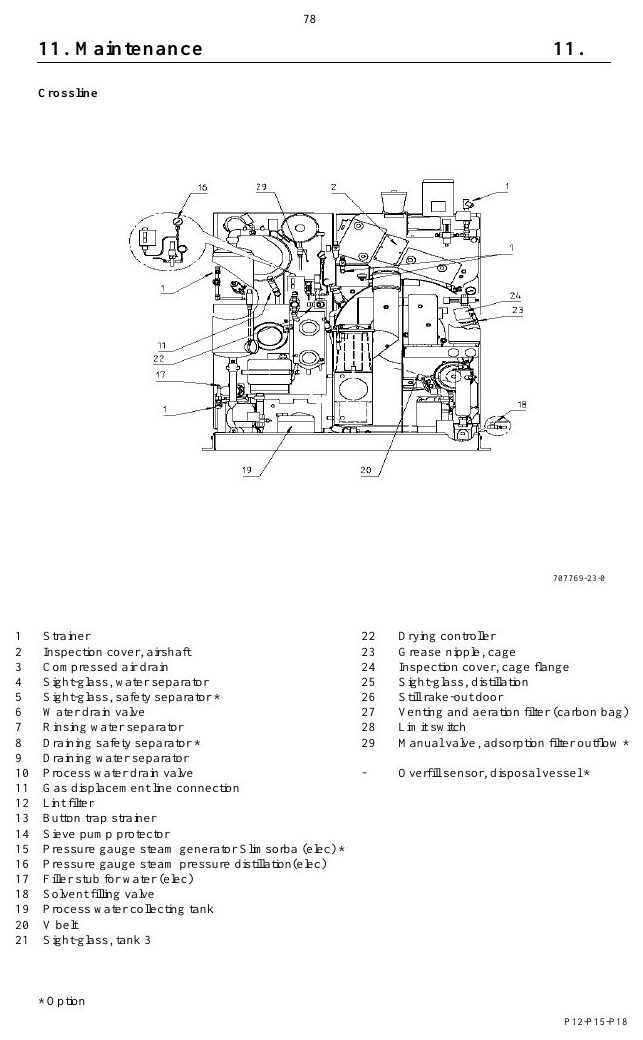 78
11. Maintenance 11.
Crossline
16 29 2 1
1
1
24
23
11
22
17
1
18
19 20
707769-23-0
1 Strainer
2 Inspection cover, airshaft
3 Compressed air drain
4 Sight-glass, water separator
5 Sight-glass, safety separator *
6 Water drain valve
7 Rinsing water separator
8 Draining safety separator *
9 Draining water separator
10 Process water drain valve
11 Gas displacement line connection
12 Lint filter
13 Button trap strainer
14 Sieve pump protector
15 Pressure gauge steam generator Slimsorba (elec) *
16 Pressure gauge steam pressure distillation(elec)
17 Filler stub for water (elec)
18 Solvent filling valve
19 Process water collecting tank
20 V belt
21 Sight-glass, tank 3
22 Drying controller
23 Grease nipple, cage
24 Inspection cover, cage flange
25 Sight-glass, distillation
26 Still rake-out door
27 Venting and aeration filter (carbon bag)
28 Limit switch
29 Manual valve, adsorption filter outflow *
- Overfill sensor, disposal vessel *
* Option
P12-P15-P18